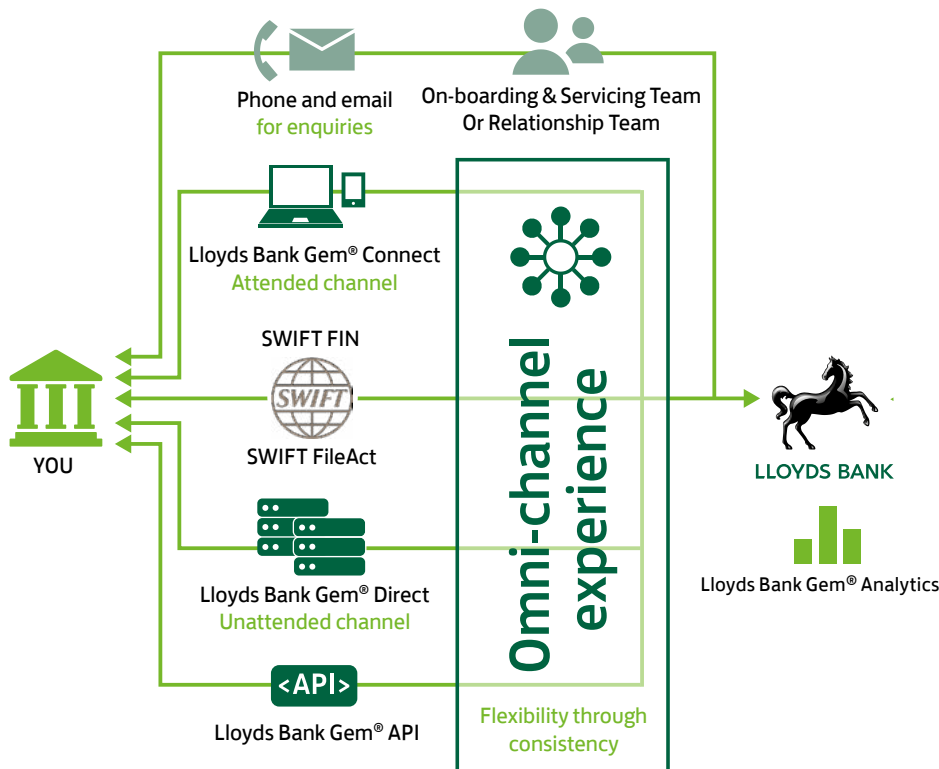 Phone and email
for enquiries
On-boarding & Servicing Team
Or Relationship Team
Lloyds Bank Gem® Connect
Attended channel
SWIFT FIN
SWIFT
SWIFT FileAct
YOU
Lloyds Bank Gem® Direct
Unattended channel
<API>
Lloyds Bank Gem® API
Omni-channel
experience
Flexibility through
consistency
LLOYDS BANK
Lloyds Bank Gem® Analytics